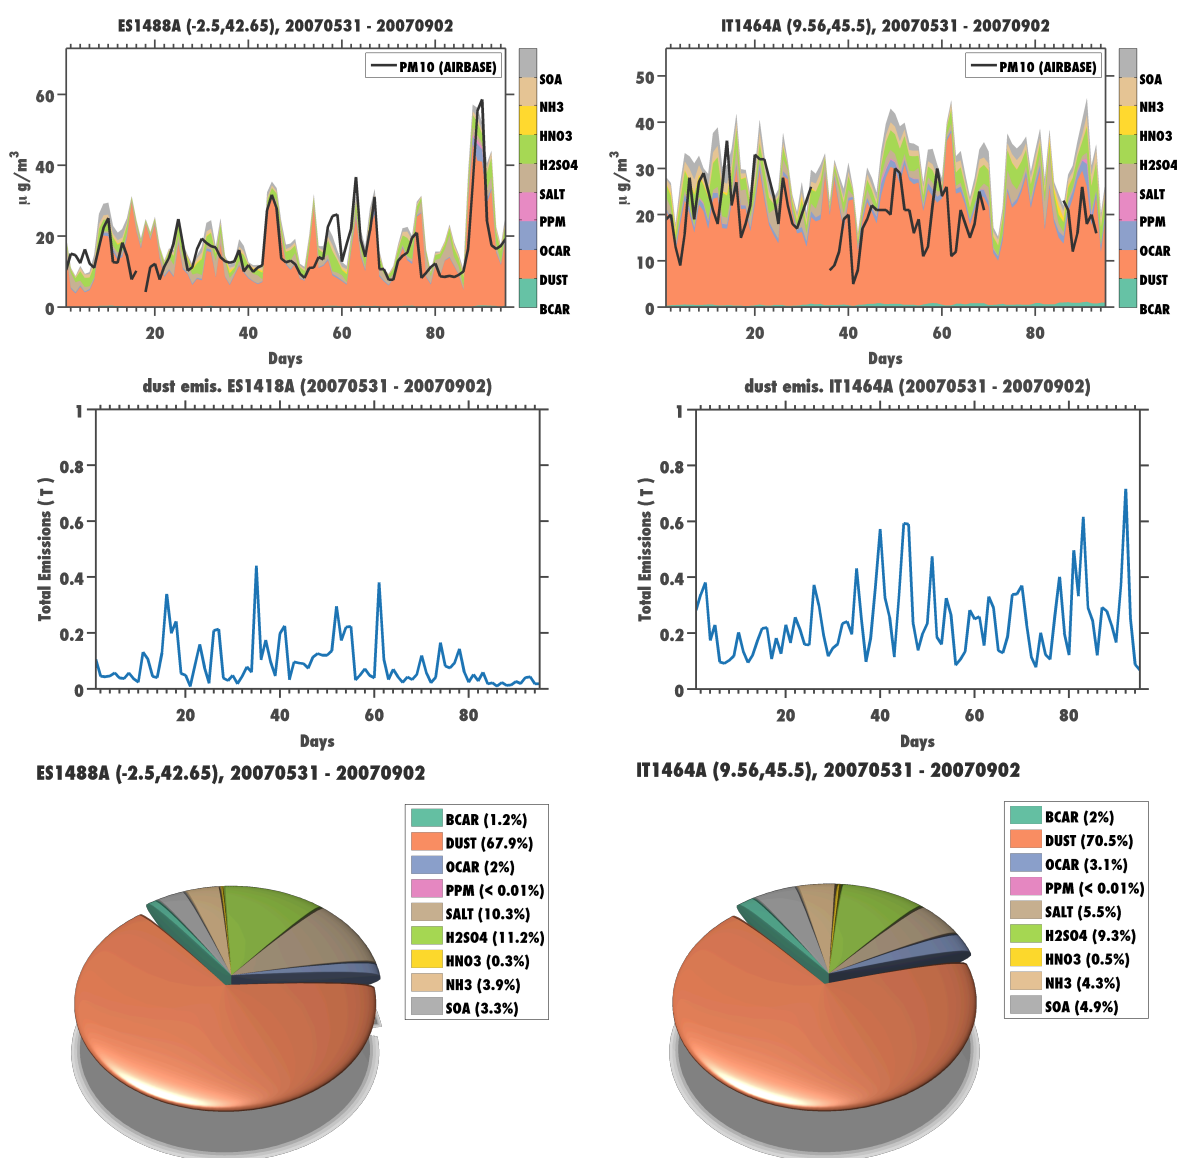 ES1488A (-2.5,42.65), 20070531 - 20070902
PM10 (AIRBASE)
μ g/m3
60
40
20
0
20 40 60 80
Days
SOA
NH3
HNO3
H2SO4
SALT
PPM
OCAR
DUST
BCAR
IT1464A (9.56,45.5), 20070531 - 20070902
PM10 (AIRBASE)
μ g/m3
50
40
30
20
10
0
20 40 60 80
Days
SOA
NH3
HNO3
H2SO4
SALT
PPM
OCAR
DUST
BCAR
dust emis. ES1418A (20070531 - 20070902)
Total Emissions ( T )
1
0.8
0.6
0.4
0.2
0
20 40 60 80
Days
dust emis. IT1464A (20070531 - 20070902)
Total Emissions ( T )
1
0.8
0.6
0.4
0.2
0
20 40 60 80
Days
ES1488A (-2.5,42.65), 20070531 - 20070902
BCAR (1.2%)
DUST (67.9%)
OCAR (2%)
PPM (< 0.01%)
SALT (10.3%)
H2SO4 (11.2%)
HNO3 (0.3%)
NH3 (3.9%)
SOA (3.3%)
IT1464A (9.56,45.5), 20070531 - 20070902
BCAR (2%)
DUST (70.5%)
OCAR (3.1%)
PPM (< 0.01%)
SALT (5.5%)
H2SO4 (9.3%)
HNO3 (0.5%)
NH3 (4.3%)
SOA (4.9%)